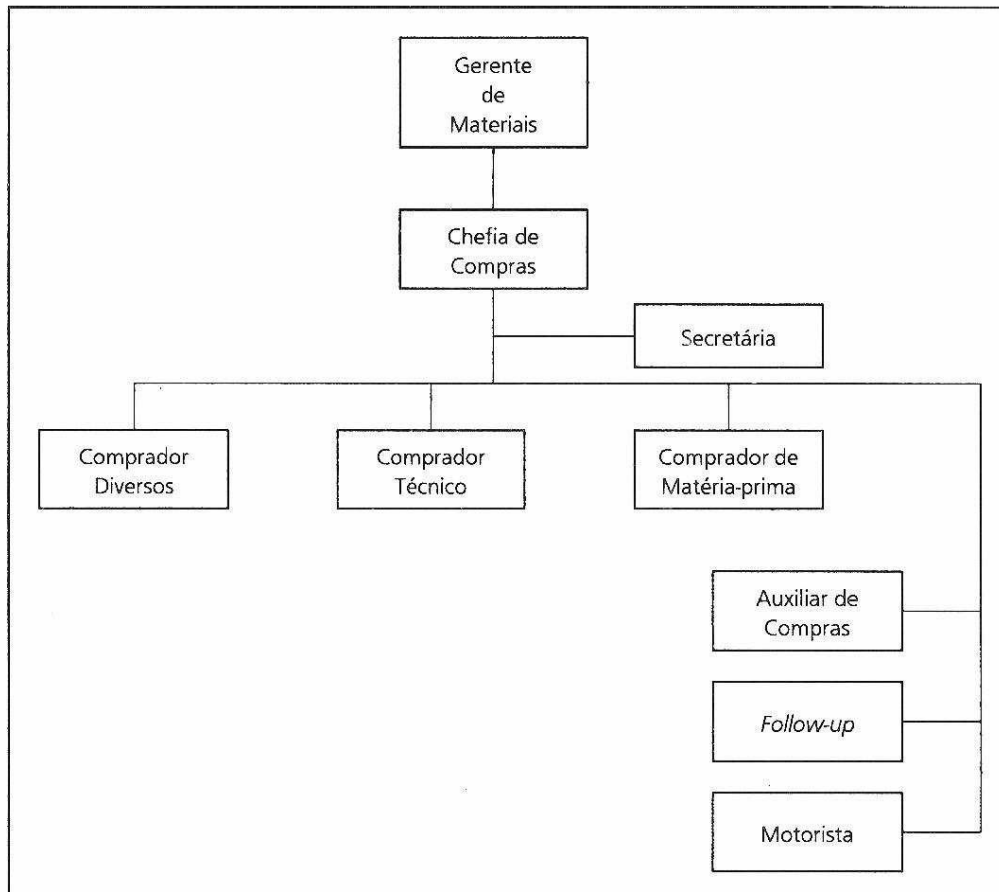 Gerente
de
Materiais
Chefia de
Compras
Secretária
Comprador
Diversos
Comprador
Técnico
Comprador de
Matéria-prima
Auxiliar de
Compras
Follow-up
Motorista